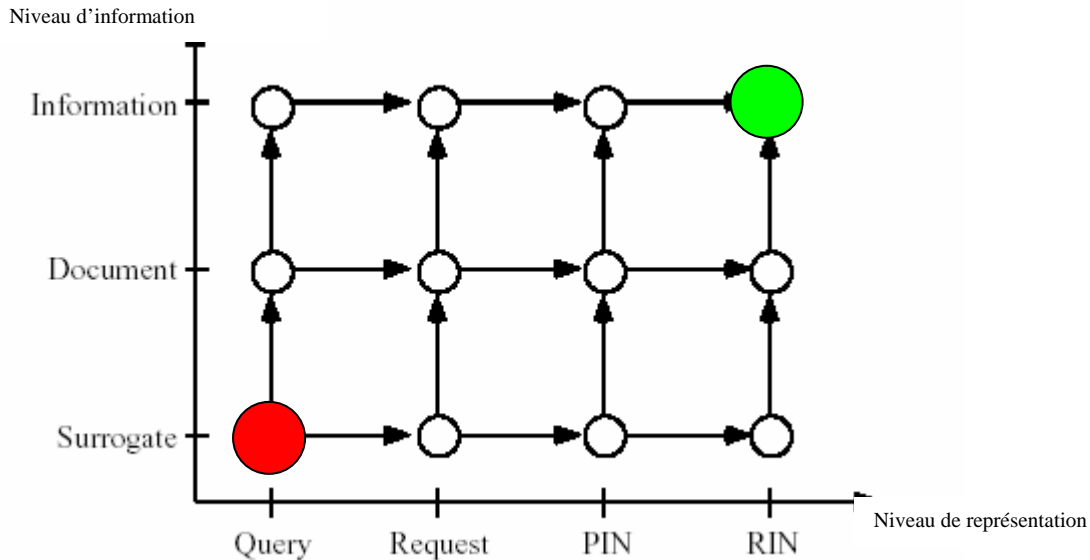 Niveau d’information
Information
Document
Surrogate
Query Request PIN RIN
Niveau de représentation